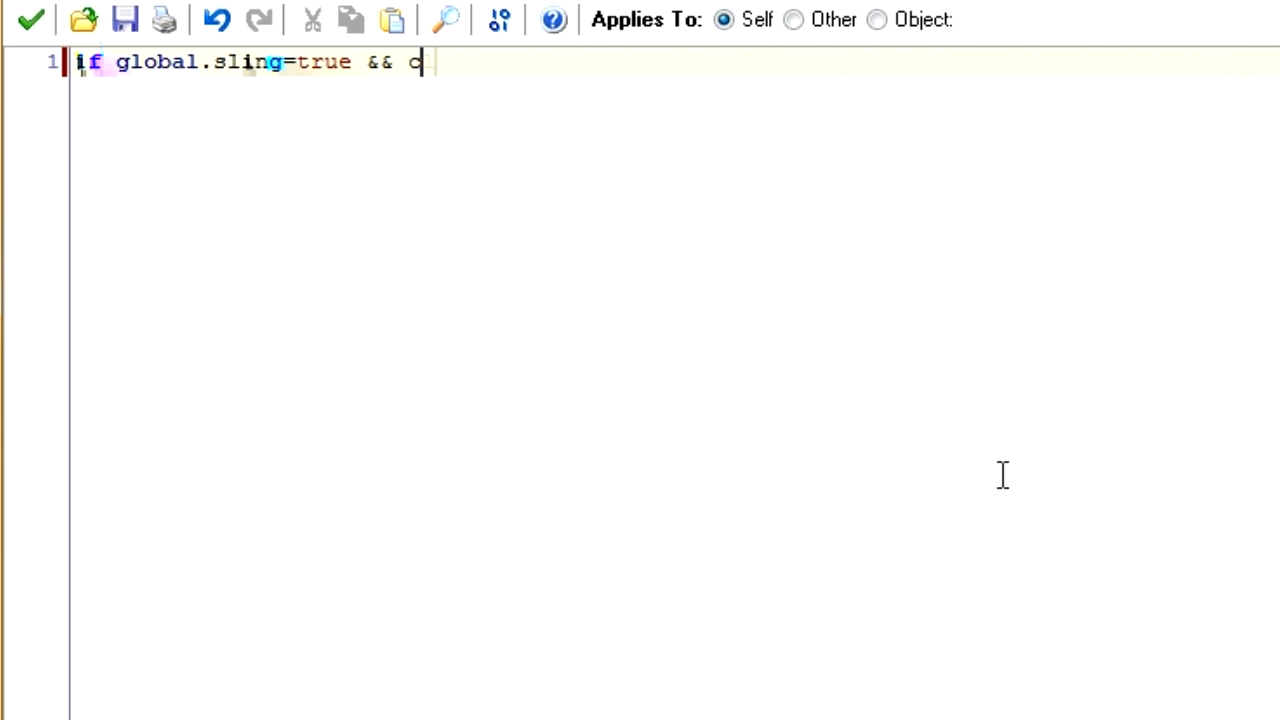 Applies To: Self Other Object:
1 if global.sling=true && c